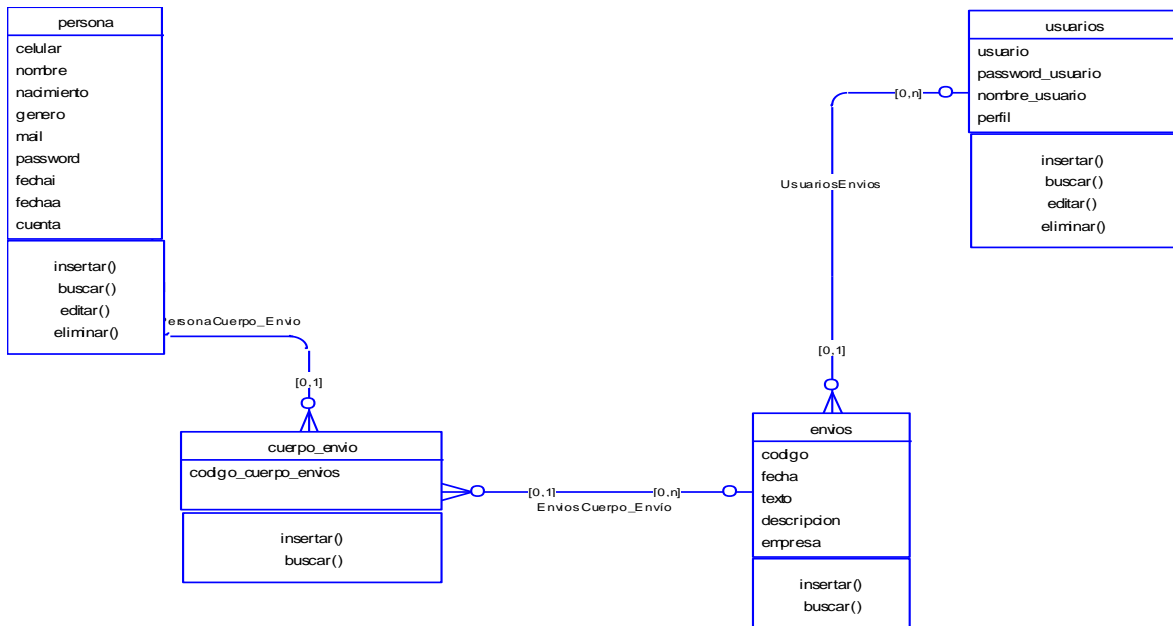 persona
celular
nombre
nacimiento
genero
mail
password
fechai
fechaa
cuenta
insertar()
buscar()
editar()
eliminar()
usuarios
usuario
password_usuario
nombre_usuario
perfil
insertar()
buscar()
editar()
eliminar()
[0,n]
UsuariosEnvios
[0,1]
ersonaCuerpo_Envio
[0,1]
cuerpo_envio
codigo_cuerpo_envios
insertar()
buscar()
[0,1]
[0,n]
EnviosCuerpo_Envío
envios
codigo
fecha
texto
descripcion
empresa
insertar()
buscar()